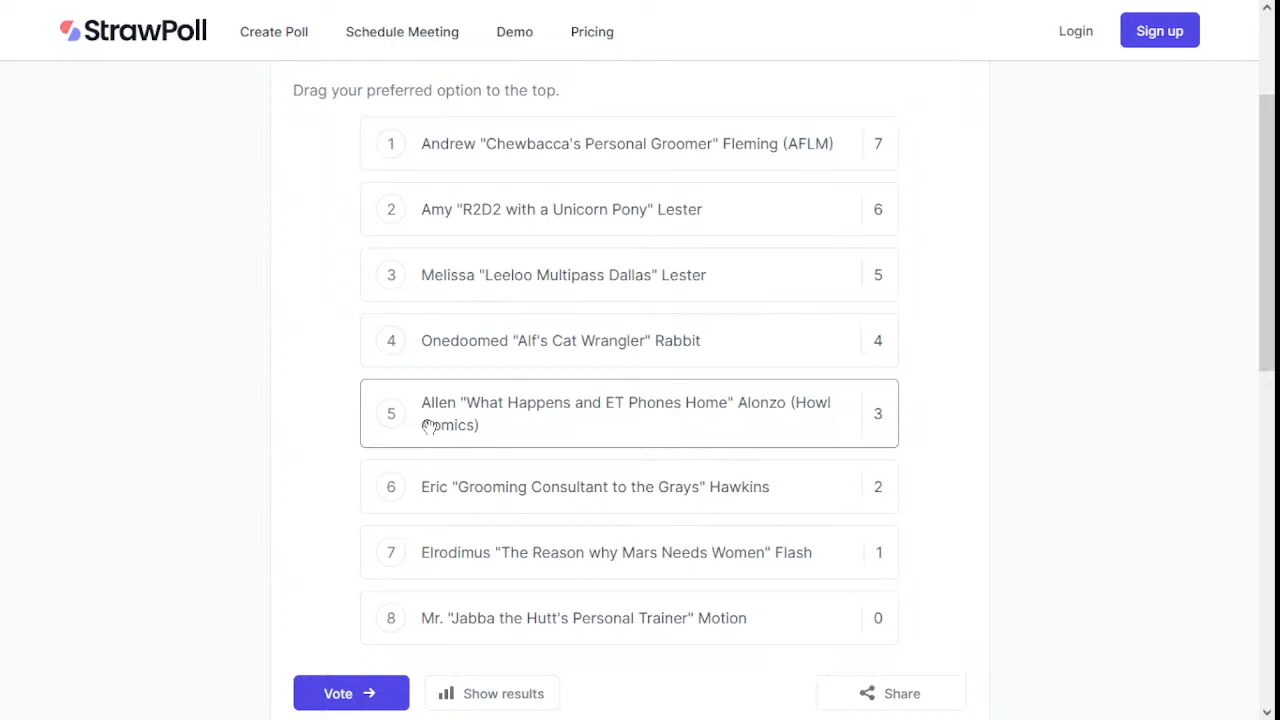 StrawPoll
Create Poll
Schedule Meeting
Demo
Pricing
Login
Sign up
Drag your preferred option to the top.
1 Andrew "Chewbacca's Personal Groomer" Fleming (AFLM) 7
2 Amy "R2D2 with a Unicorn Pony" Lester 6
3 Melissa "Leeloo Multipass Dallas" Lester 5
4 Onedoomed "Alf's Cat Wrangler" Rabbit 4
5 Allen "What Happens and ET Phones Home" Alonzo (Howl 3
Comics)
6 Eric "Grooming Consultant to the Grays" Hawkins 2
7 Elrodimus "The Reason why Mars Needs Women" Flash 1
8 Mr. "Jabba the Hutt's Personal Trainer" Motion 0
Vote
Show results
Share